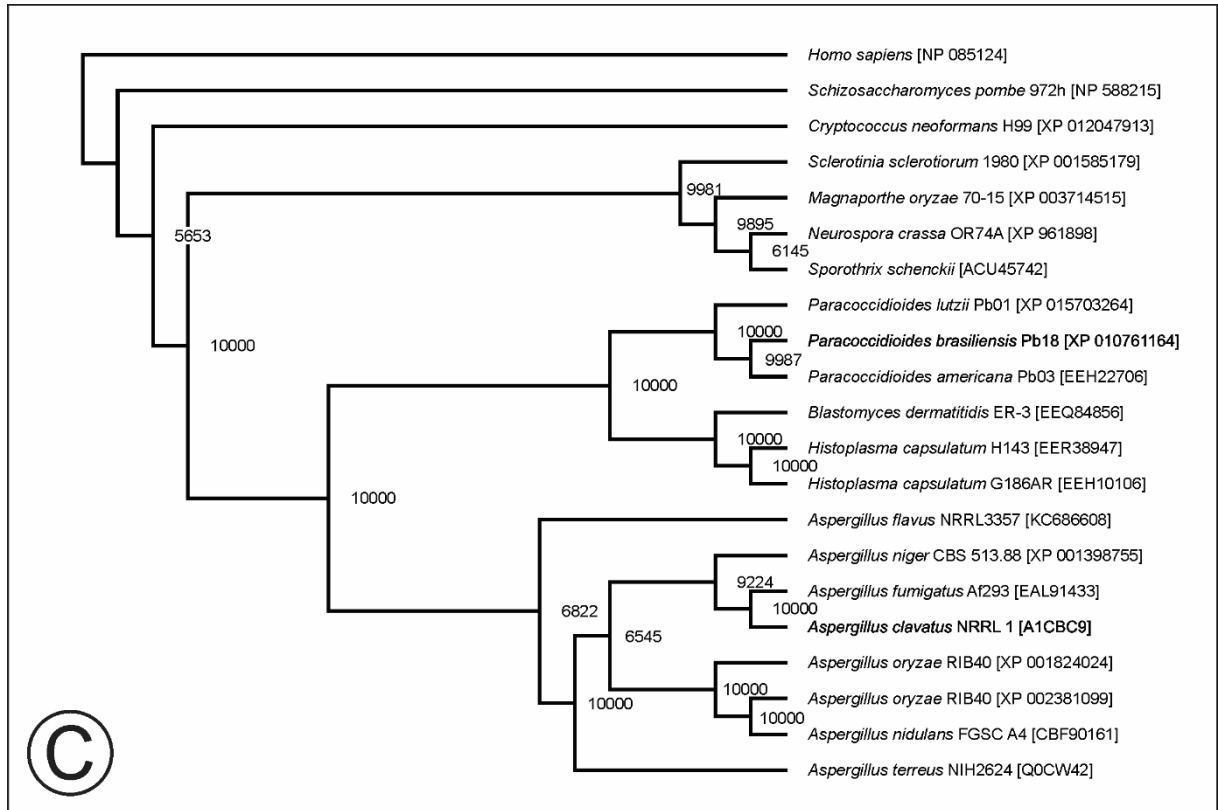 Homo sapiens [NP 085124]
Schizosaccharomyces pombe 972h [NP 588215]
Cryptococcus neoformans H99 [XP 012047913]
Sclerotinia sclerotiorum 1980 [XP 001585179]
9981
Magnaporthe oryzae 70-15 [XP 003714515]
9895
5653
Neurospora crassa OR74A [XP 961898]
6145
Sporothrix schenckii [ACU45742]
Paracoccidioides lutzii Pb01 [XP 015703264]
10000
10000
Paracoccidioides brasiliensis Pb18 [XP 010761164]
9987
Paracoccidioides americana Pb03 [EEH22706]
10000
Blastomyces dermatitidis ER-3 [EEQ84856]
10000
Histoplasma capsulatum H143 [EER38947]
10000
Histoplasma capsulatum G186AR [EEH10106]
10000
Aspergillus flavus NRRL3357 [KC686608]
Aspergillus niger CBS 513.88 [XP 001398755]
9224
Aspergillus fumigatus Af293 [EAL91433]
6822
10000
Aspergillus clavatus NRRL 1 [A1CBC9]
6545
Aspergillus oryzae RIB40 [XP 001824024]
10000
Aspergillus oryzae RIB40 [XP 002381099]
10000
10000
Aspergillus nidulans FGSC A4 [CBF90161]
Aspergillus terreus NIH2624 [Q0CW42]
C